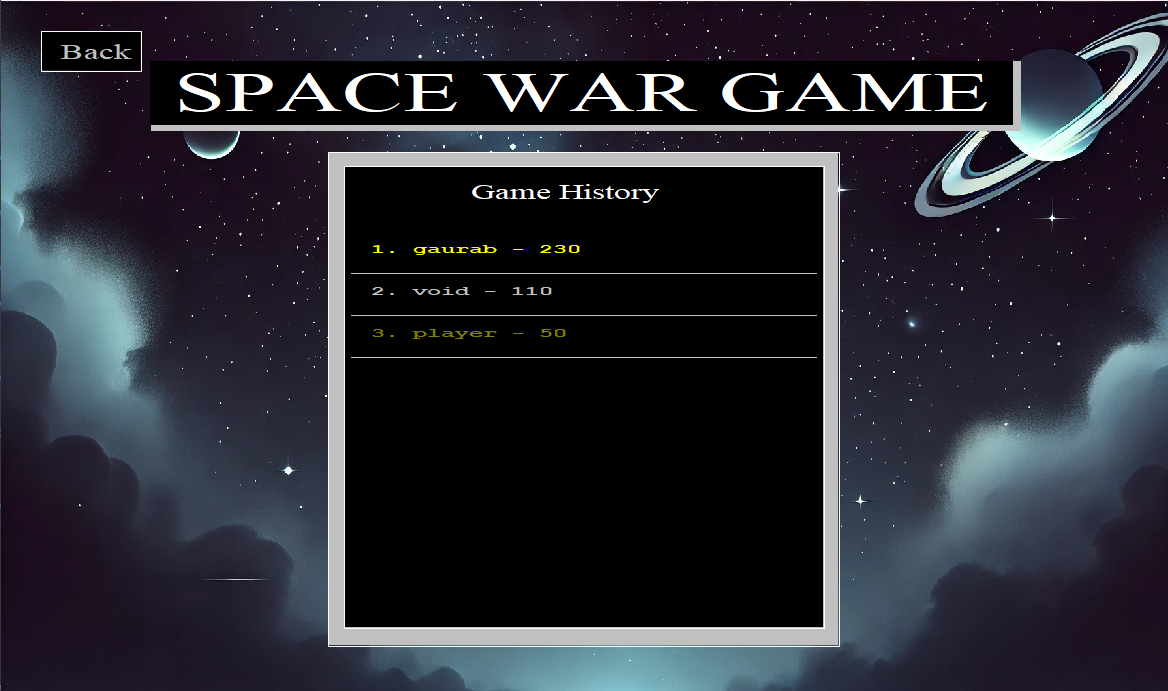 Back
SPACE WAR GAME
Game History
1. gaurab - 230
2. void - 110
3. player - 50